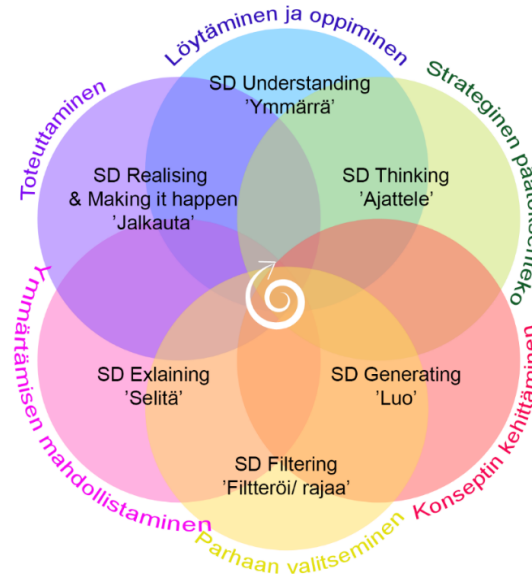 Löytäminen ja oppiminen
SD Understanding
'Ymmärrä'
Strateginen päätöksenteko
SD Thinking
'Ajattele'
Konseptin kehittäminen
SD Generating
'Luo'
Parhaan valitseminen
SD Filtering
'Filtteröi/ rajaa'
Ymmärtämisen mahdollistaminen
SD Exlaining
'Selitä'
Toteuttaminen
SD Realising
& Making it happen
'Jalkauta'